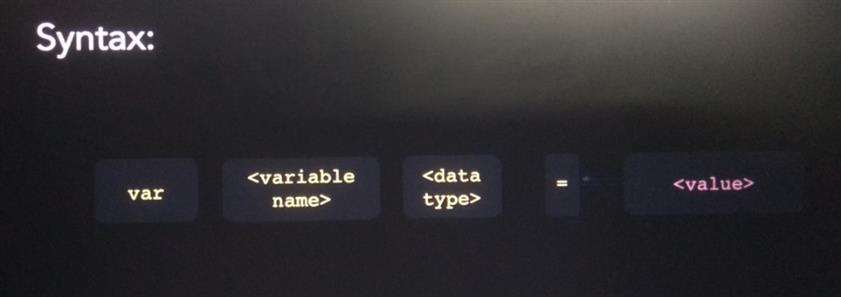 Syntax:
var <variable name> <data type> = <value>